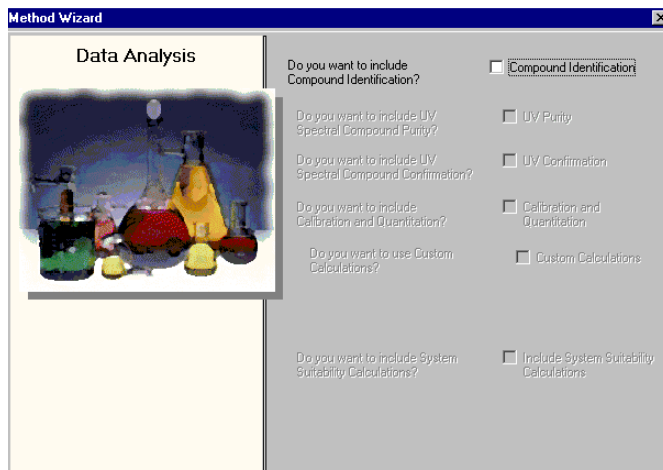 Method Wizard
Data Analysis
Do you want to include
Compound Identification?
Compound Identification
Do you want to include UV
Spectral Compound Purity?
UV Purity
Do you want to include UV
Spectral Compound Confirmation?
UV Confirmation
Do you want to include
Calibration and Quantitation?
Calibration and
Quantitation
Do you want to use Custom
Calculations?
Custom Calculations
Do you want to include System
Suitability Calculations?
Include System Suitability
Calculations